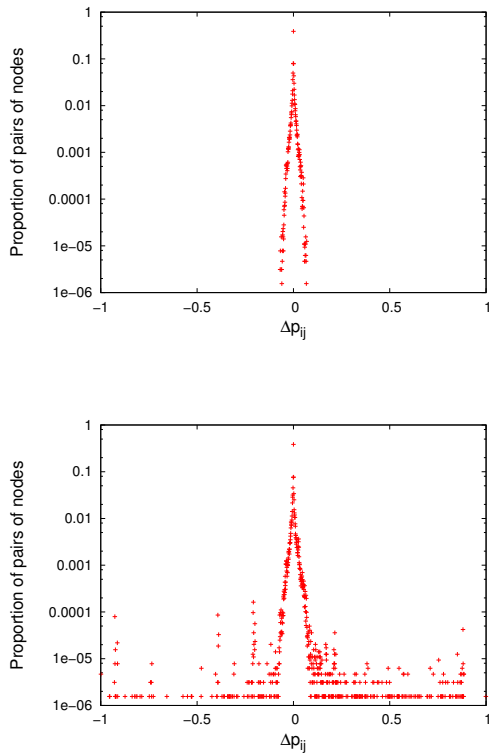 1
0.1
0.01
0.001
0.0001
1e-05
1e-06
-1
-0.5
0
0.5
1
Proportion of pairs of nodes
Δpij
1
0.1
0.01
0.001
0.0001
1e-05
1e-06
-1
-0.5
0
0.5
1
Proportion of pairs of nodes
Δpij